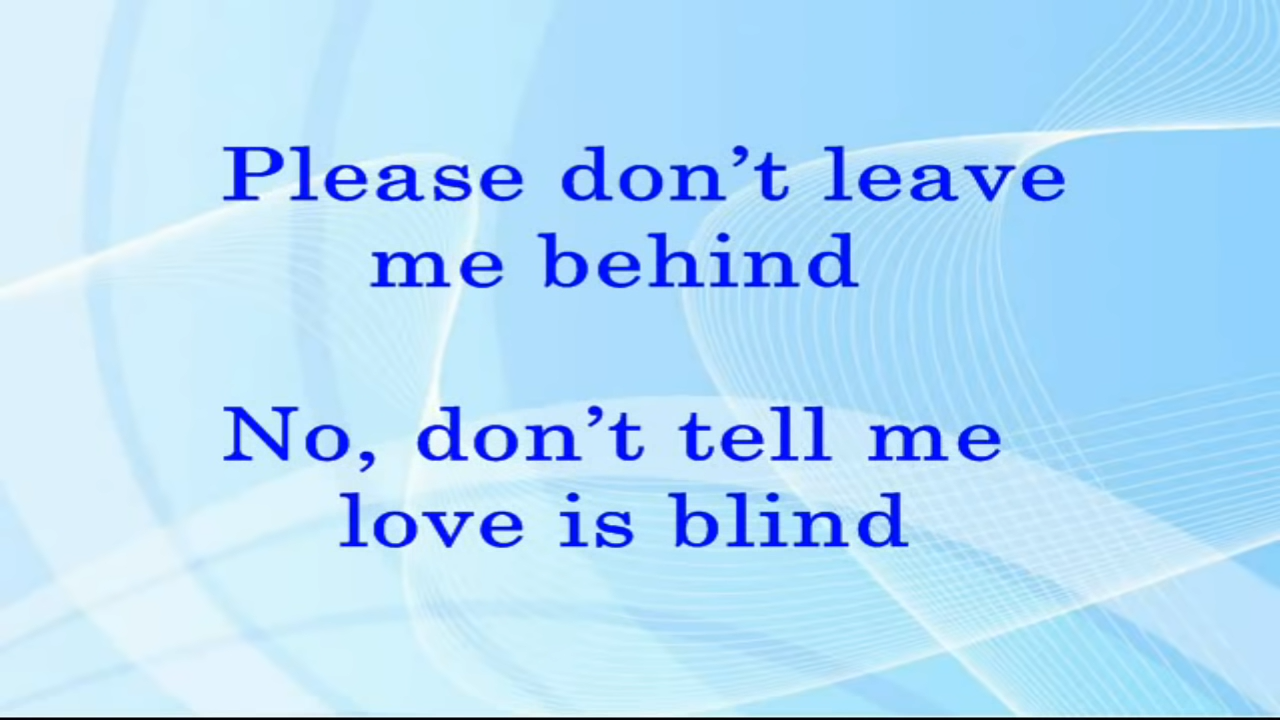 Please don't leave
me behind
No, don't tell me
love is blind